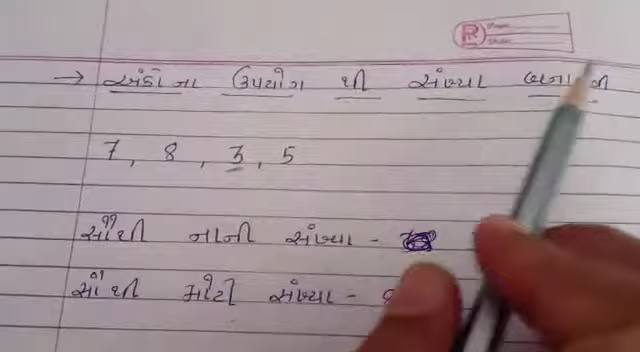 → અંકો ના ઉપયોગ થી સંખ્યા
7, 8, 3, 5
સૌથી નાની સંખ્યા -
સૌથી મોટી સંખ્યા -